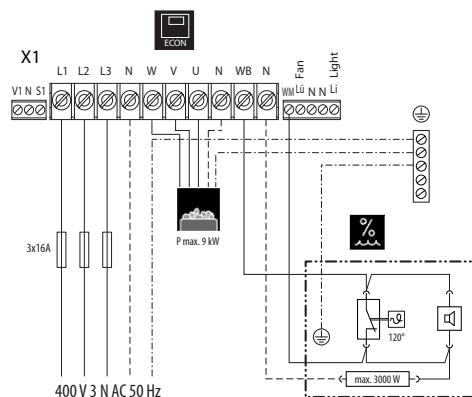 ECON
X1
V1 N S1
L1 L2 L3 N W V U N WB N
WM Fan Lü N N Light Li
3x16A
P max. 9 kW
%
120°
max. 3000 W
400 V 3 N AC 50 Hz